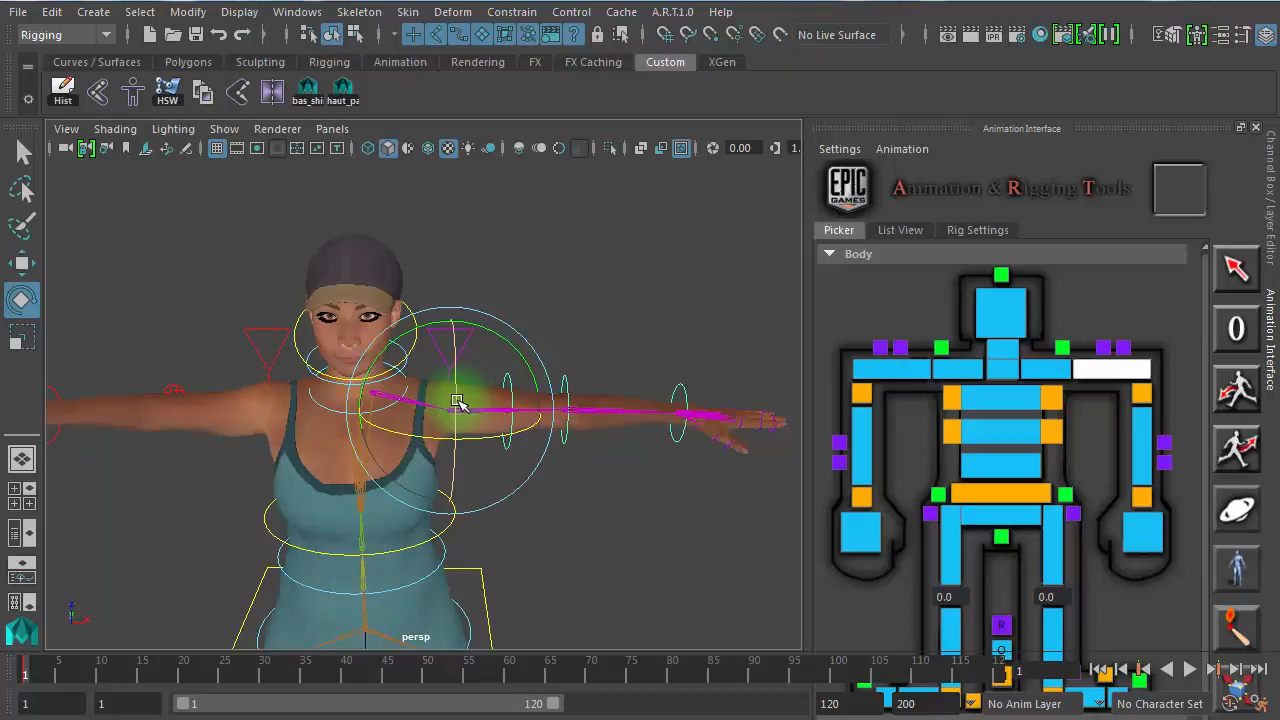 File Edit Create Select Modify Display Windows Skeleton Skin Deform Constrain Control Cache A.R.T.1.0 Help
Rigging No Live Surface IPR
Curves / Surfaces Polygons Sculpting Rigging Animation Rendering FX FX Caching Custom XGen
Hist HSW bas_shi haut_pa
View Shading Lighting Show Renderer Panels
0.00 1.
Animation Interface
Settings Animation
EPIC GAMES Animation & Rigging Tools
Picker List View Rig Settings
Body
0
0.0 0.0
R
persp
Channel Box / Layer Editor
Animation Interface
5 10 15 20 25 30 35 40 45 50 55 60 65 70 75 80 85 90 95 100 105 110 115 12
1 1
1 1 1 120 120 200 No Anim Layer No Character Set